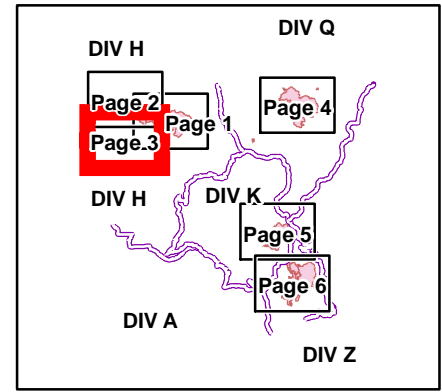 DIV Q
DIV H
Page 2
Page 4
Page 1
Page 3
DIV H
DIV K
Page 5
Page 6
DIV A
DIV Z